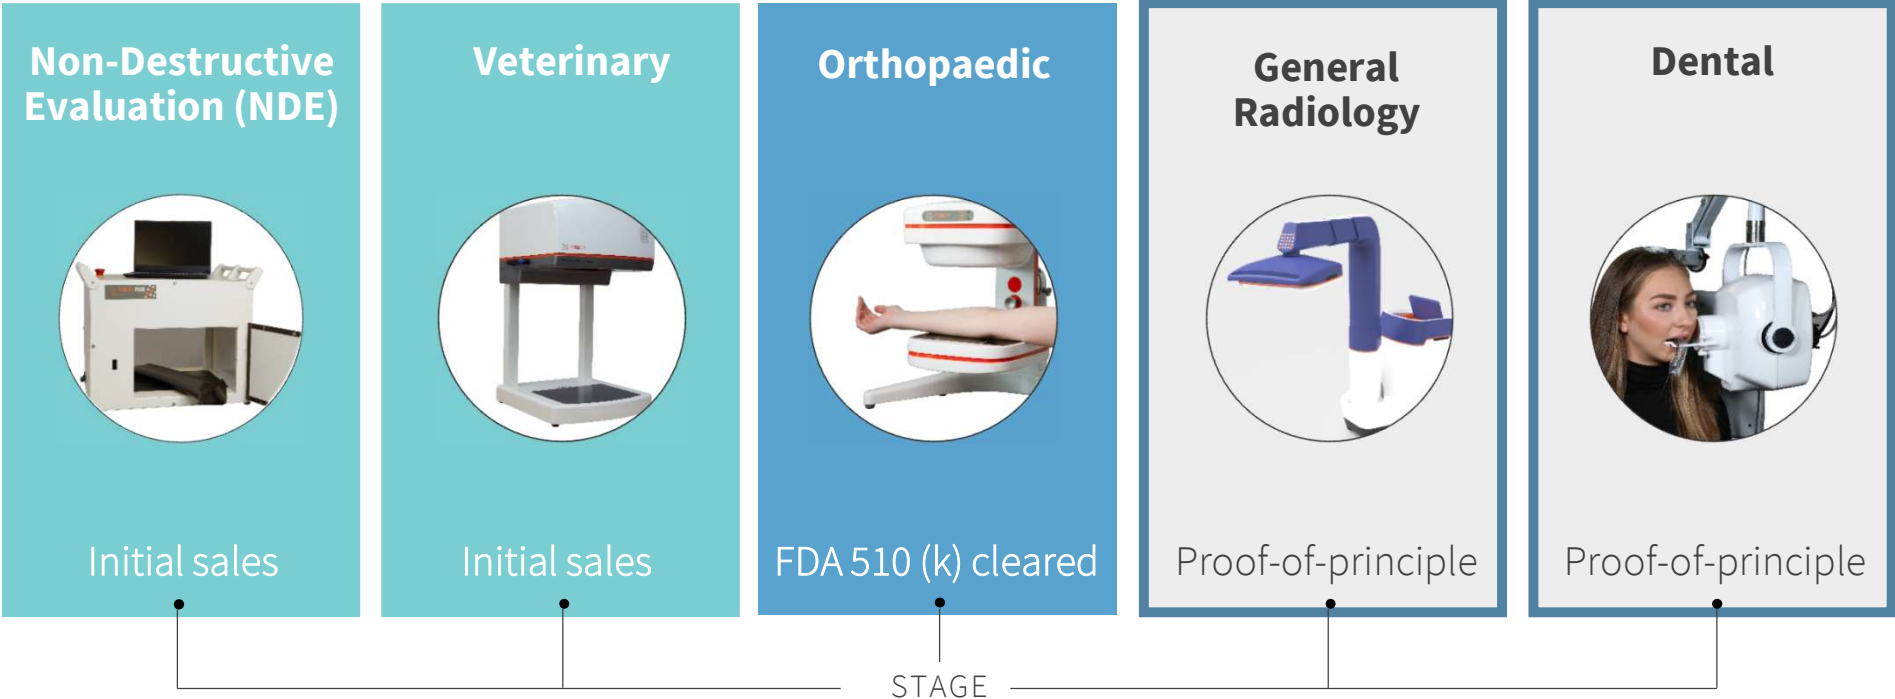 Non-Destructive
Evaluation (NDE)
Veterinary
Orthopaedic
General
Radiology
Dental
Initial sales
Initial sales
FDA 510 (k) cleared
Proof-of-principle
Proof-of-principle
STAGE